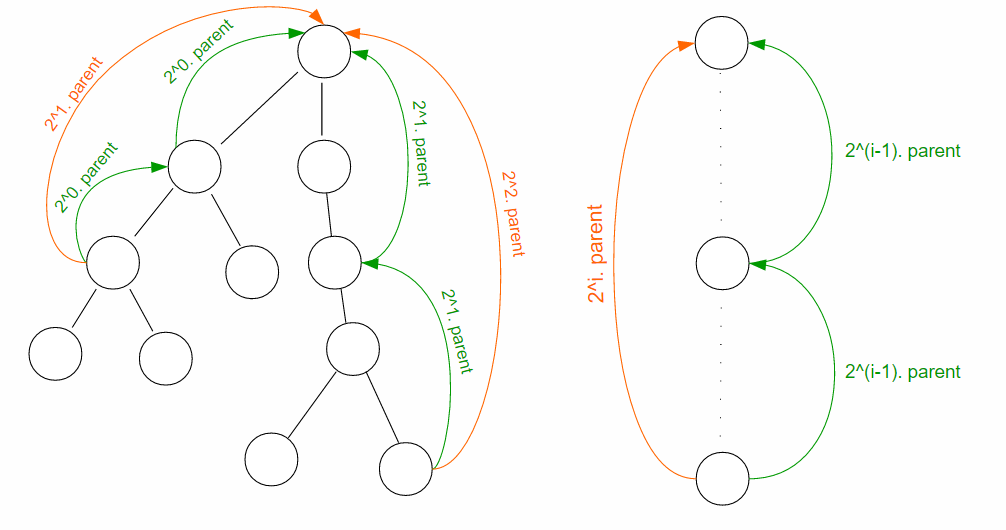 2^1. parent
2^0. parent
2^0. parent
2^1. parent
2^2. parent
2^1. parent
2^i. parent
2^(i-1). parent
2^(i-1). parent